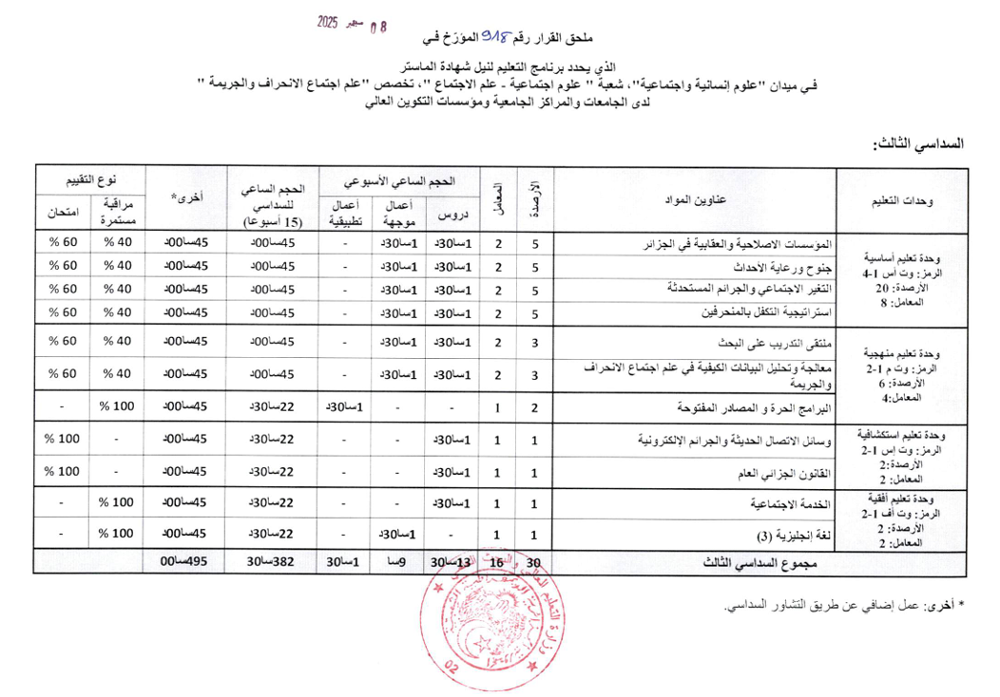 08 سبتمبر 2025
ملحق القرار رقم 918 المؤرّخ في
الذي يحدد برنامج التعليم لنيل شهادة الماستر
في ميدان "علوم إنسانية واجتماعية"، شعبة " علوم اجتماعية - علم الاجتماع "، تخصص "علم اجتماع الانحراف والجريمة "
لدى الجامعات والمراكز الجامعية ومؤسسات التكوين العالي
السداسي الثالث:
وحدات التعليم | عناوين المواد | الأرصدة | المعامل | الحجم الساعي الأسبوعي | الحجم الساعي للسداسي (15 أسبوعا) | أخرى* | نوع التقييم
دروس | أعمال موجهة | أعمال تطبيقية | مراقبة مستمرة | امتحان
وحدة تعليم أساسية
الرمز: وت أس 1-4
الأرصدة: 20
المعامل: 8
المؤسسات الاصلاحية والعقابية في الجزائر | 5 | 2 | 1سا30د | 1سا30د | - | 45سا00د | 45سا00د | 40 % | 60 %
جنوح ورعاية الأحداث | 5 | 2 | 1سا30د | 1سا30د | - | 45سا00د | 45سا00د | 40 % | 60 %
التغير الاجتماعي والجرائم المستحدثة | 5 | 2 | 1سا30د | 1سا30د | - | 45سا00د | 45سا00د | 40 % | 60 %
استراتيجية التكفل بالمنحرفين | 5 | 2 | 1سا30د | 1سا30د | - | 45سا00د | 45سا00د | 40 % | 60 %
وحدة تعليم منهجية
الرمز: وت م 1-2
الأرصدة: 6
المعامل:4
ملتقى التدريب على البحث | 3 | 2 | 1سا30د | 1سا30د | - | 45سا00د | 45سا00د | 40 % | 60 %
معالجة وتحليل البيانات الكيفية في علم اجتماع الانحراف والجريمة | 3 | 2 | 1سا30د | 1سا30د | - | 45سا00د | 45سا00د | 40 % | 60 %
البرامج الحرة و المصادر المفتوحة | 2 | 1 | - | - | 1سا30د | 22سا30د | 45سا00د | 100 % | -
وحدة تعليم استكشافية
الرمز: وت إس 1-2
الأرصدة:2
المعامل: 2
وسائل الاتصال الحديثة والجرائم الإلكترونية | 1 | 1 | 1سا30د | - | - | 22سا30د | 45سا00د | - | 100 %
القانون الجزائي العام | 1 | 1 | 1سا30د | - | - | 22سا30د | 45سا00د | - | 100 %
وحدة تعليم أفقية
الرمز: وت أف 1-2
الأرصدة: 2
المعامل: 2
الخدمة الاجتماعية | 1 | 1 | 1سا30د | - | - | 22سا30د | 45سا00د | 100 % | -
لغة إنجليزية (3) | 1 | 1 | - | 1سا30د | - | 22سا30د | 45سا00د | 100 % | -
مجموع السداسي الثالث | 30 | 16 | 13سا30 | 9سا | 1سا30 | 382سا30 | 495سا00
* أخرى: عمل إضافي عن طريق التشاور السداسي.
وزارة التعليم العالي والبحث العلمي
02